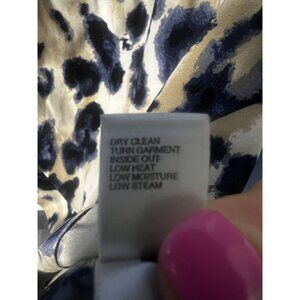 DRY CLEAN
TURN GARMENT
INSIDE OUT
LOW HEAT
LOW MOISTURE
LOW STEAM